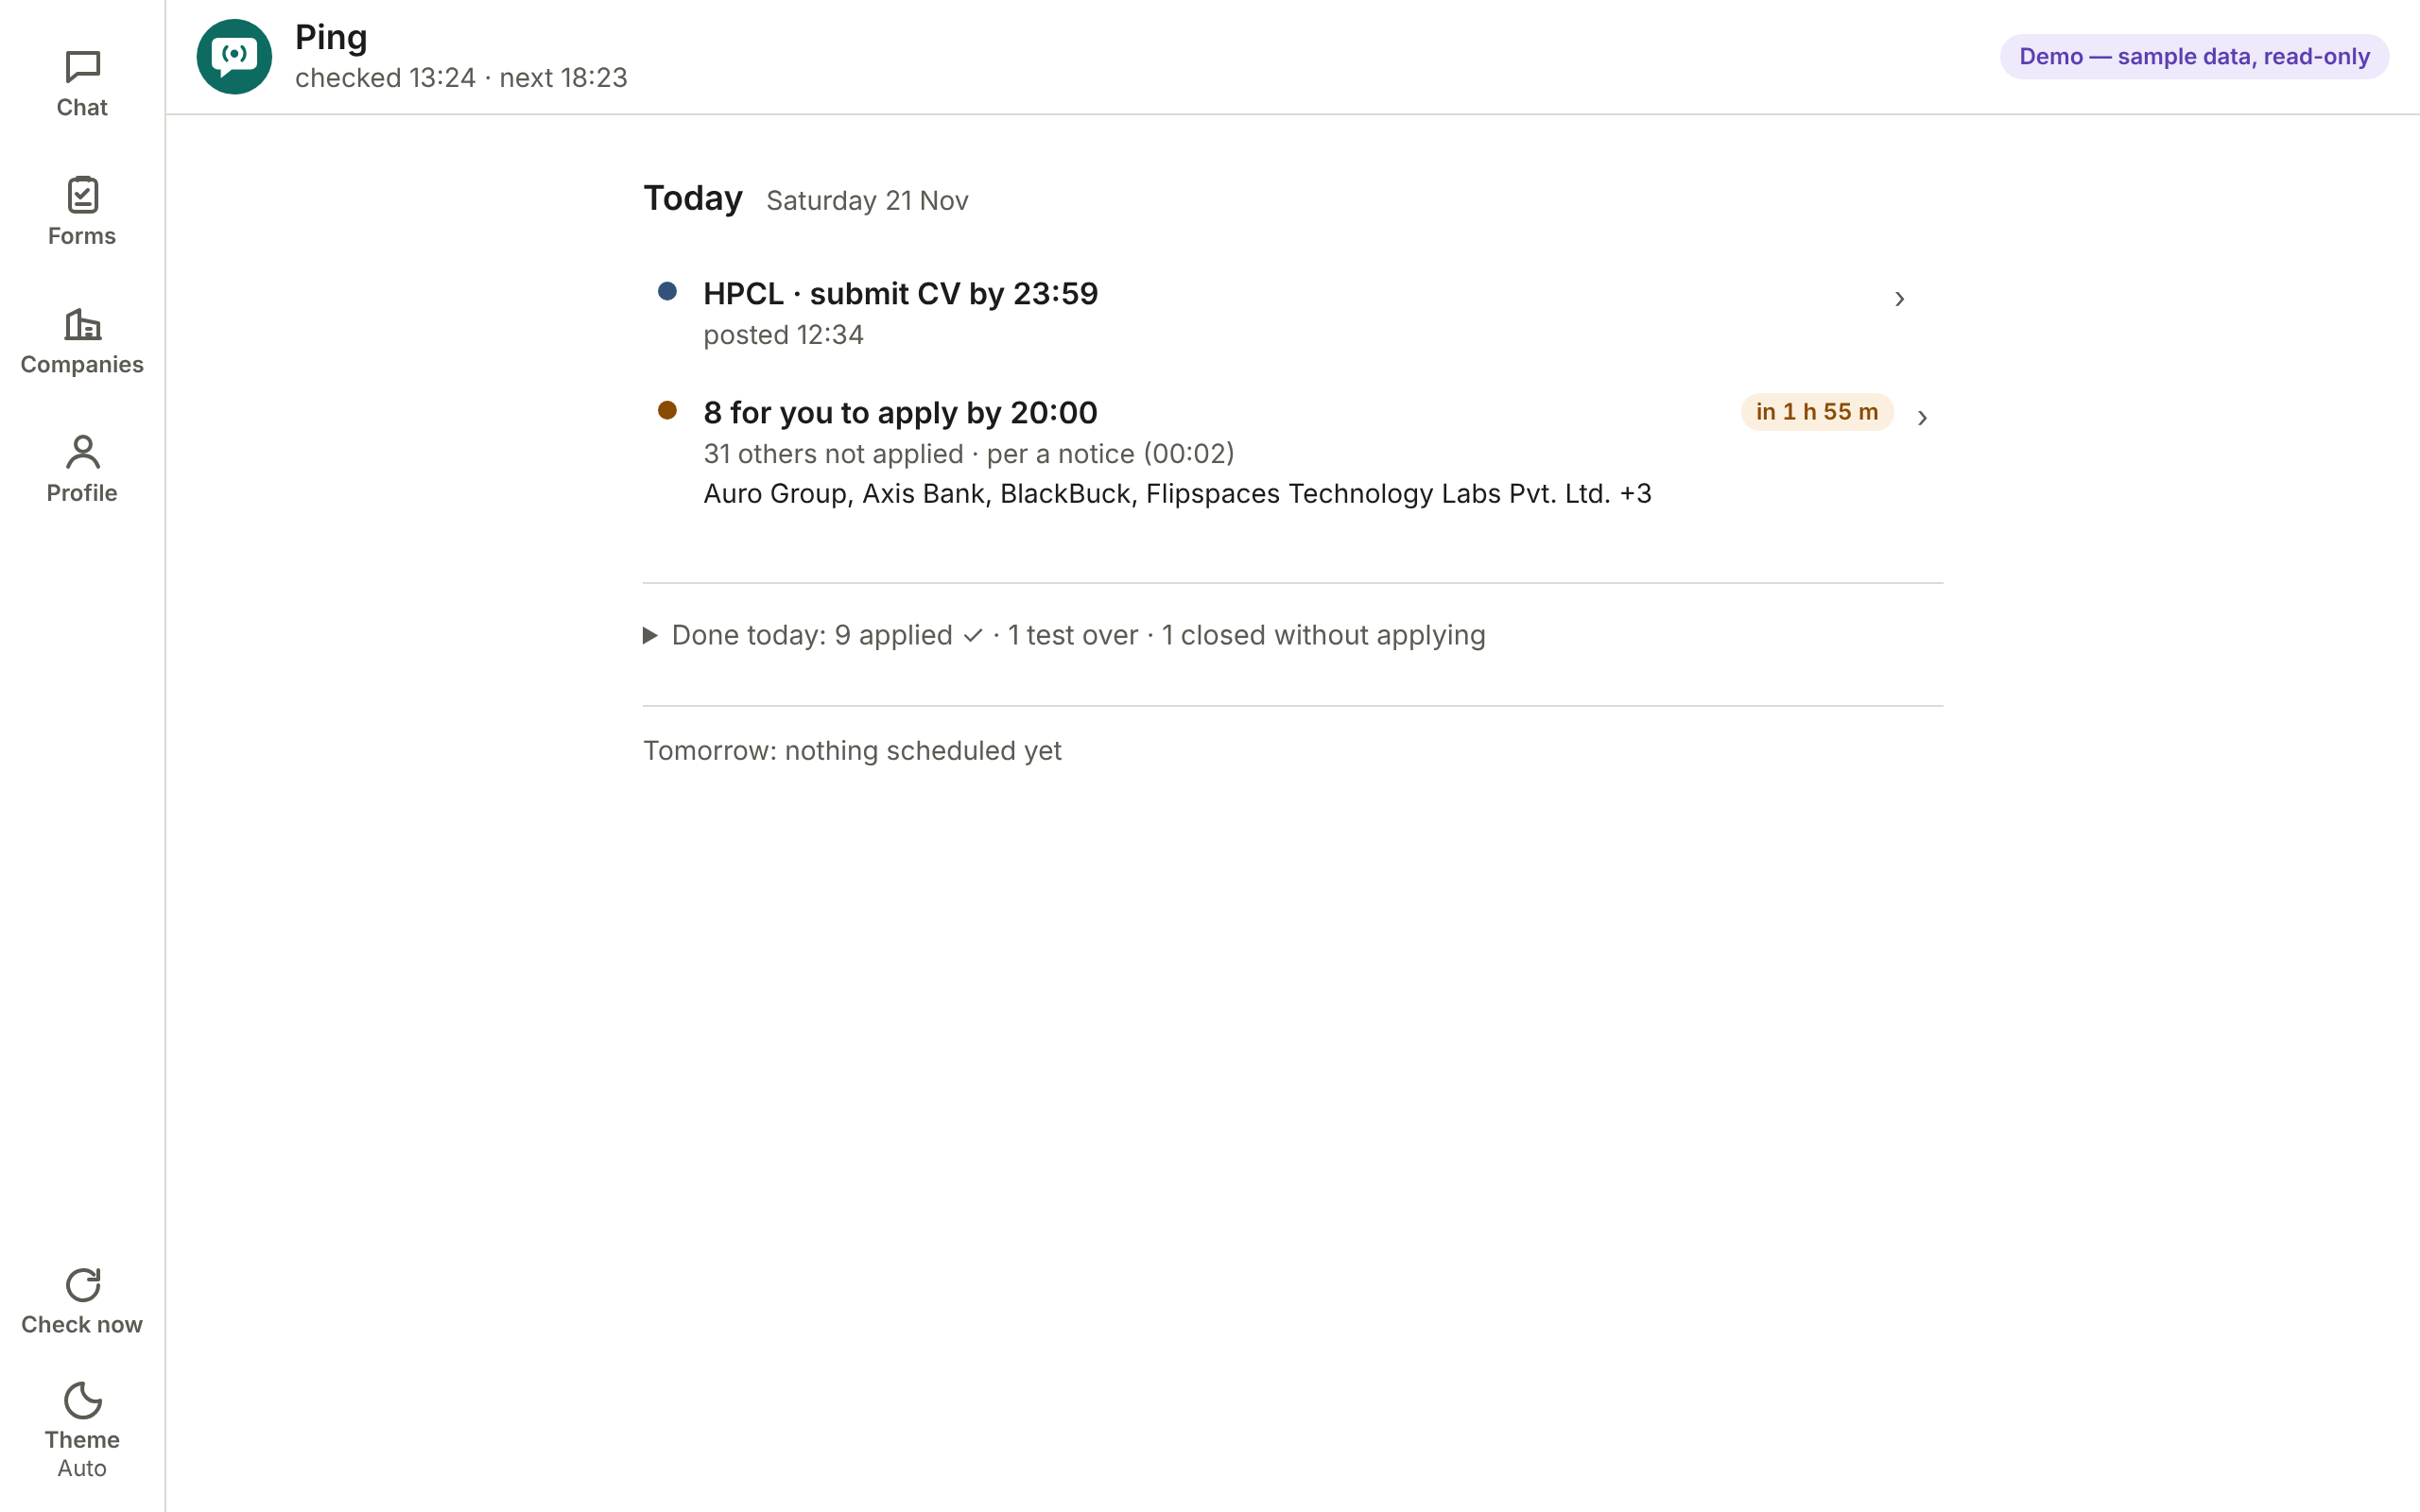 Chat
Forms
Companies
Profile
Check now
Theme
Auto
Ping
checked 13:24 · next 18:23
Demo — sample data, read-only
Today Saturday 21 Nov
HPCL · submit CV by 23:59 ›
posted 12:34
8 for you to apply by 20:00 in 1 h 55 m ›
31 others not applied · per a notice (00:02)
Auro Group, Axis Bank, BlackBuck, Flipspaces Technology Labs Pvt. Ltd. +3
▶ Done today: 9 applied ✓ · 1 test over · 1 closed without applying
Tomorrow: nothing scheduled yet